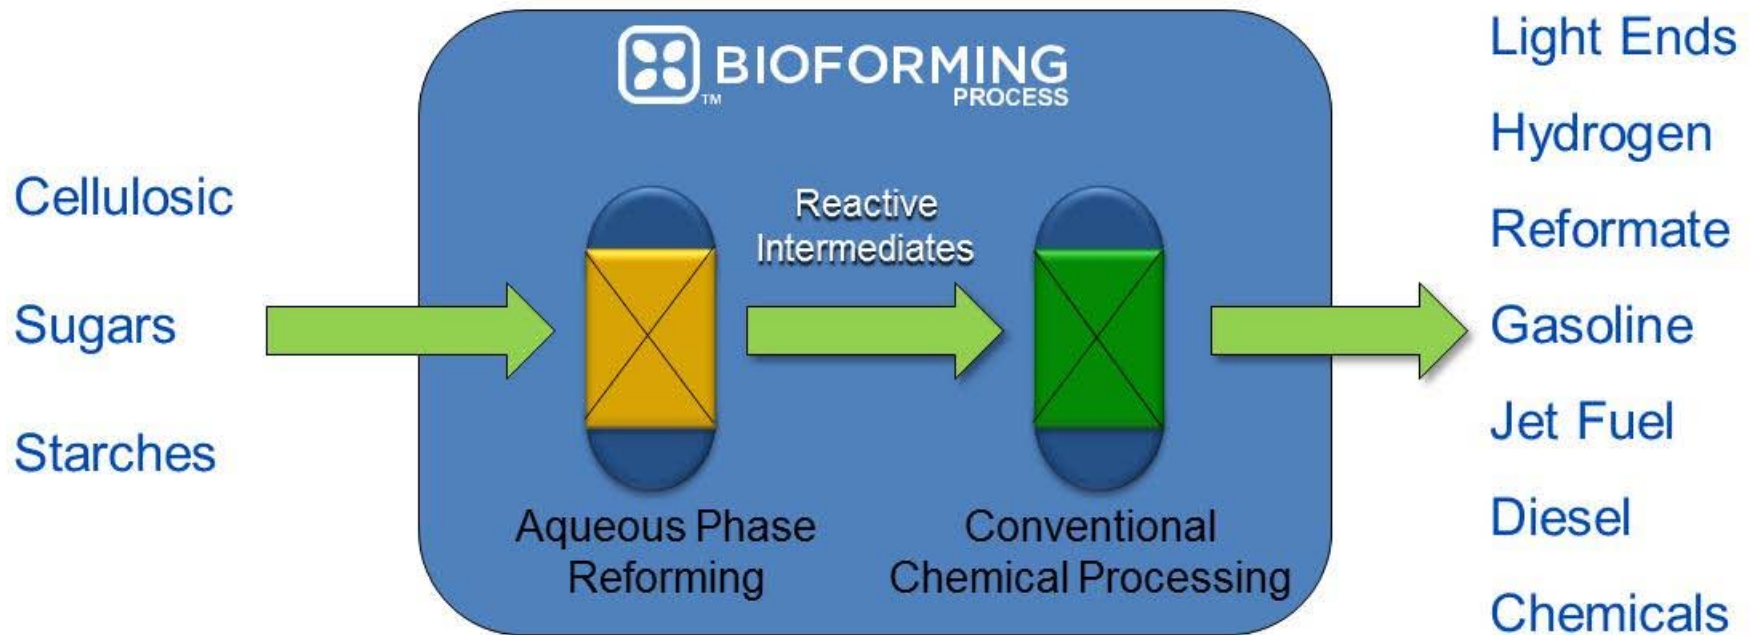 BIOFORMING
™ PROCESS
Cellulosic
Sugars
Starches
Reactive
Intermediates
Aqueous Phase
Reforming
Conventional
Chemical Processing
Light Ends
Hydrogen
Reformate
Gasoline
Jet Fuel
Diesel
Chemicals